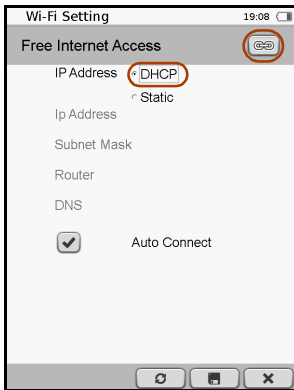 Wi-Fi Setting 19:08
Free Internet Access
IP Address DHCP
Static
Ip Address
Subnet Mask
Router
DNS
Auto Connect